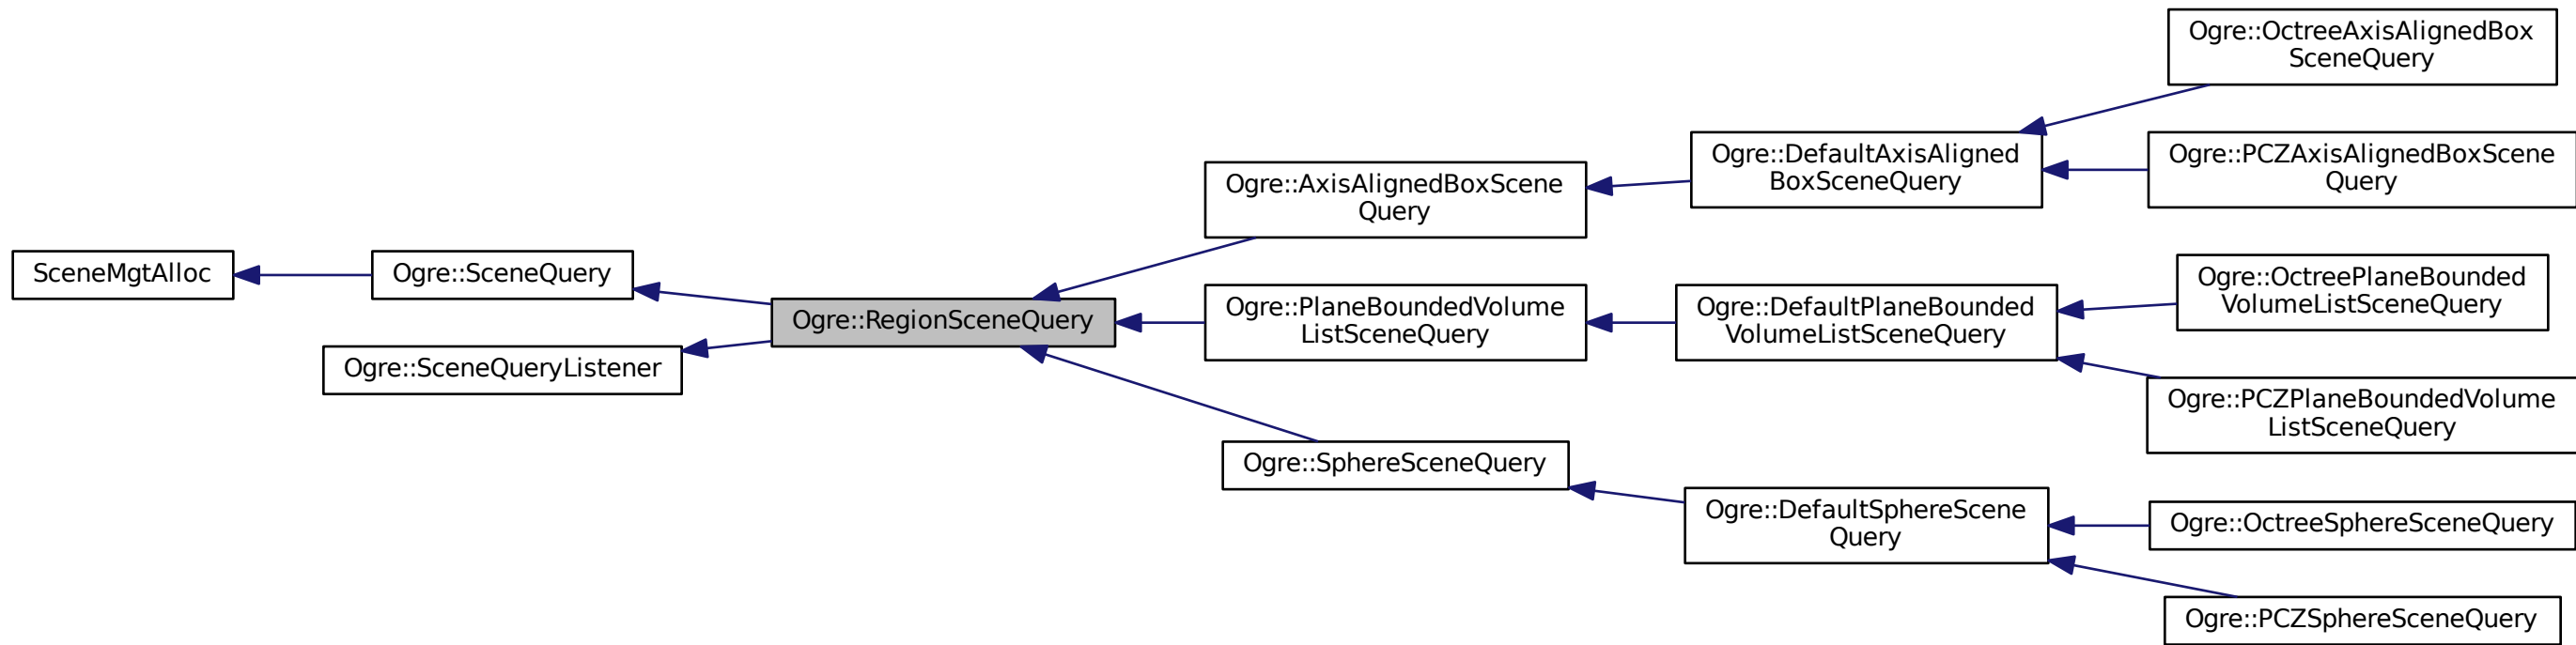 SceneMgtAlloc
Ogre::SceneQuery
Ogre::SceneQueryListener
Ogre::RegionSceneQuery
Ogre::AxisAlignedBoxScene
Query
Ogre::PlaneBoundedVolume
ListSceneQuery
Ogre::SphereSceneQuery
Ogre::DefaultAxisAligned
BoxSceneQuery
Ogre::DefaultPlaneBounded
VolumeListSceneQuery
Ogre::DefaultSphereScene
Query
Ogre::OctreeAxisAlignedBox
SceneQuery
Ogre::PCZAxisAlignedBoxScene
Query
Ogre::OctreePlaneBounded
VolumeListSceneQuery
Ogre::PCZPlaneBoundedVolume
ListSceneQuery
Ogre::OctreeSphereSceneQuery
Ogre::PCZSphereSceneQuery